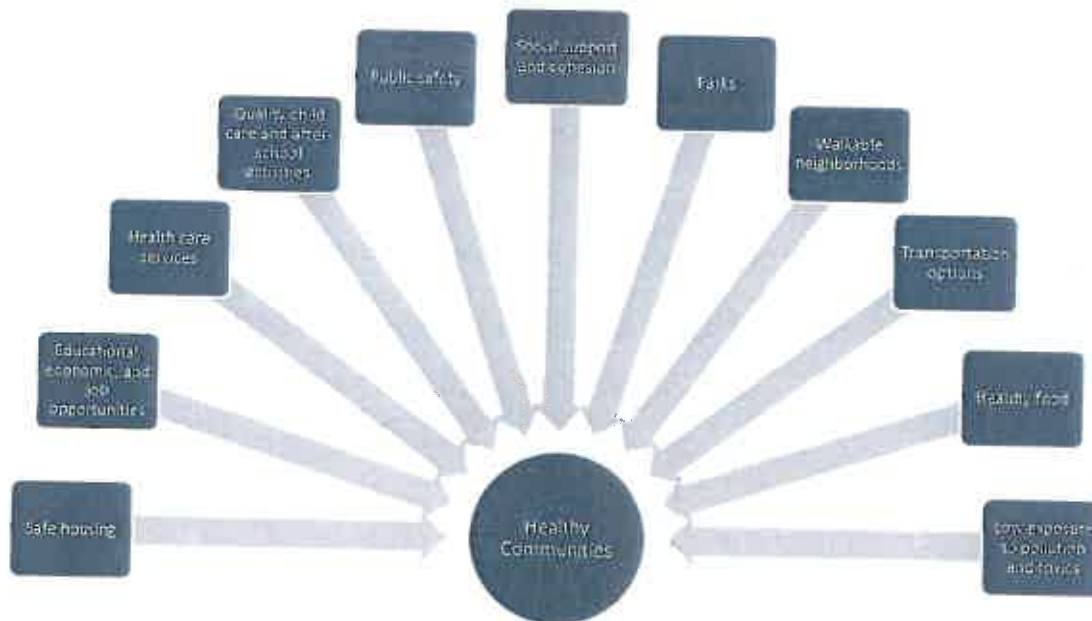 Safe housing
Educational,
economic, and
job
opportunities
Health care
services
Quality child
care and after-
school
activities
Public safety
Social support
and cohesion
Parks
Walkable
neighborhoods
Transportation
options
Healthy food
Low exposure
to pollution
and toxics
Healthy
Communities